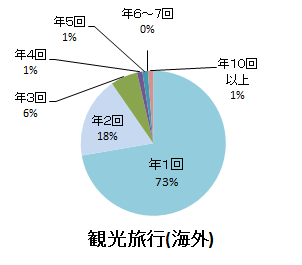 年6～7回
0%
年5回
1%
年4回
1%
年3回
6%
年10回
以上
1%
年2回
18%
年1回
73%
観光旅行(海外)